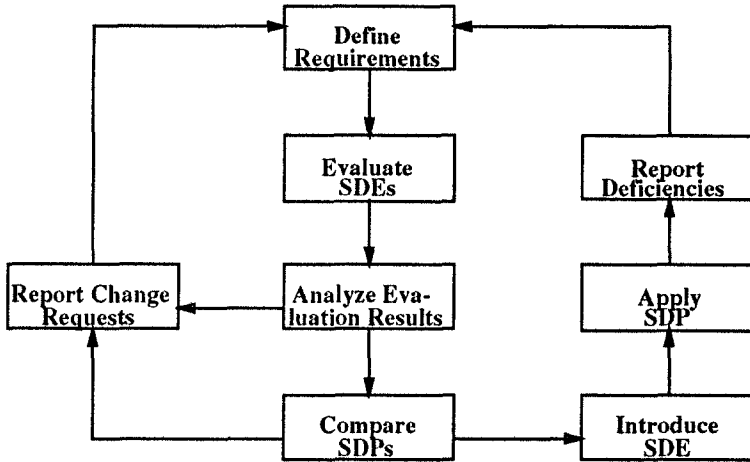 Define
Requirements
Evaluate
SDEs
Report
Deficiencies
Report Change
Requests
Analyze Eva-
luation Results
Apply
SDP
Compare
SDPs
Introduce
SDE